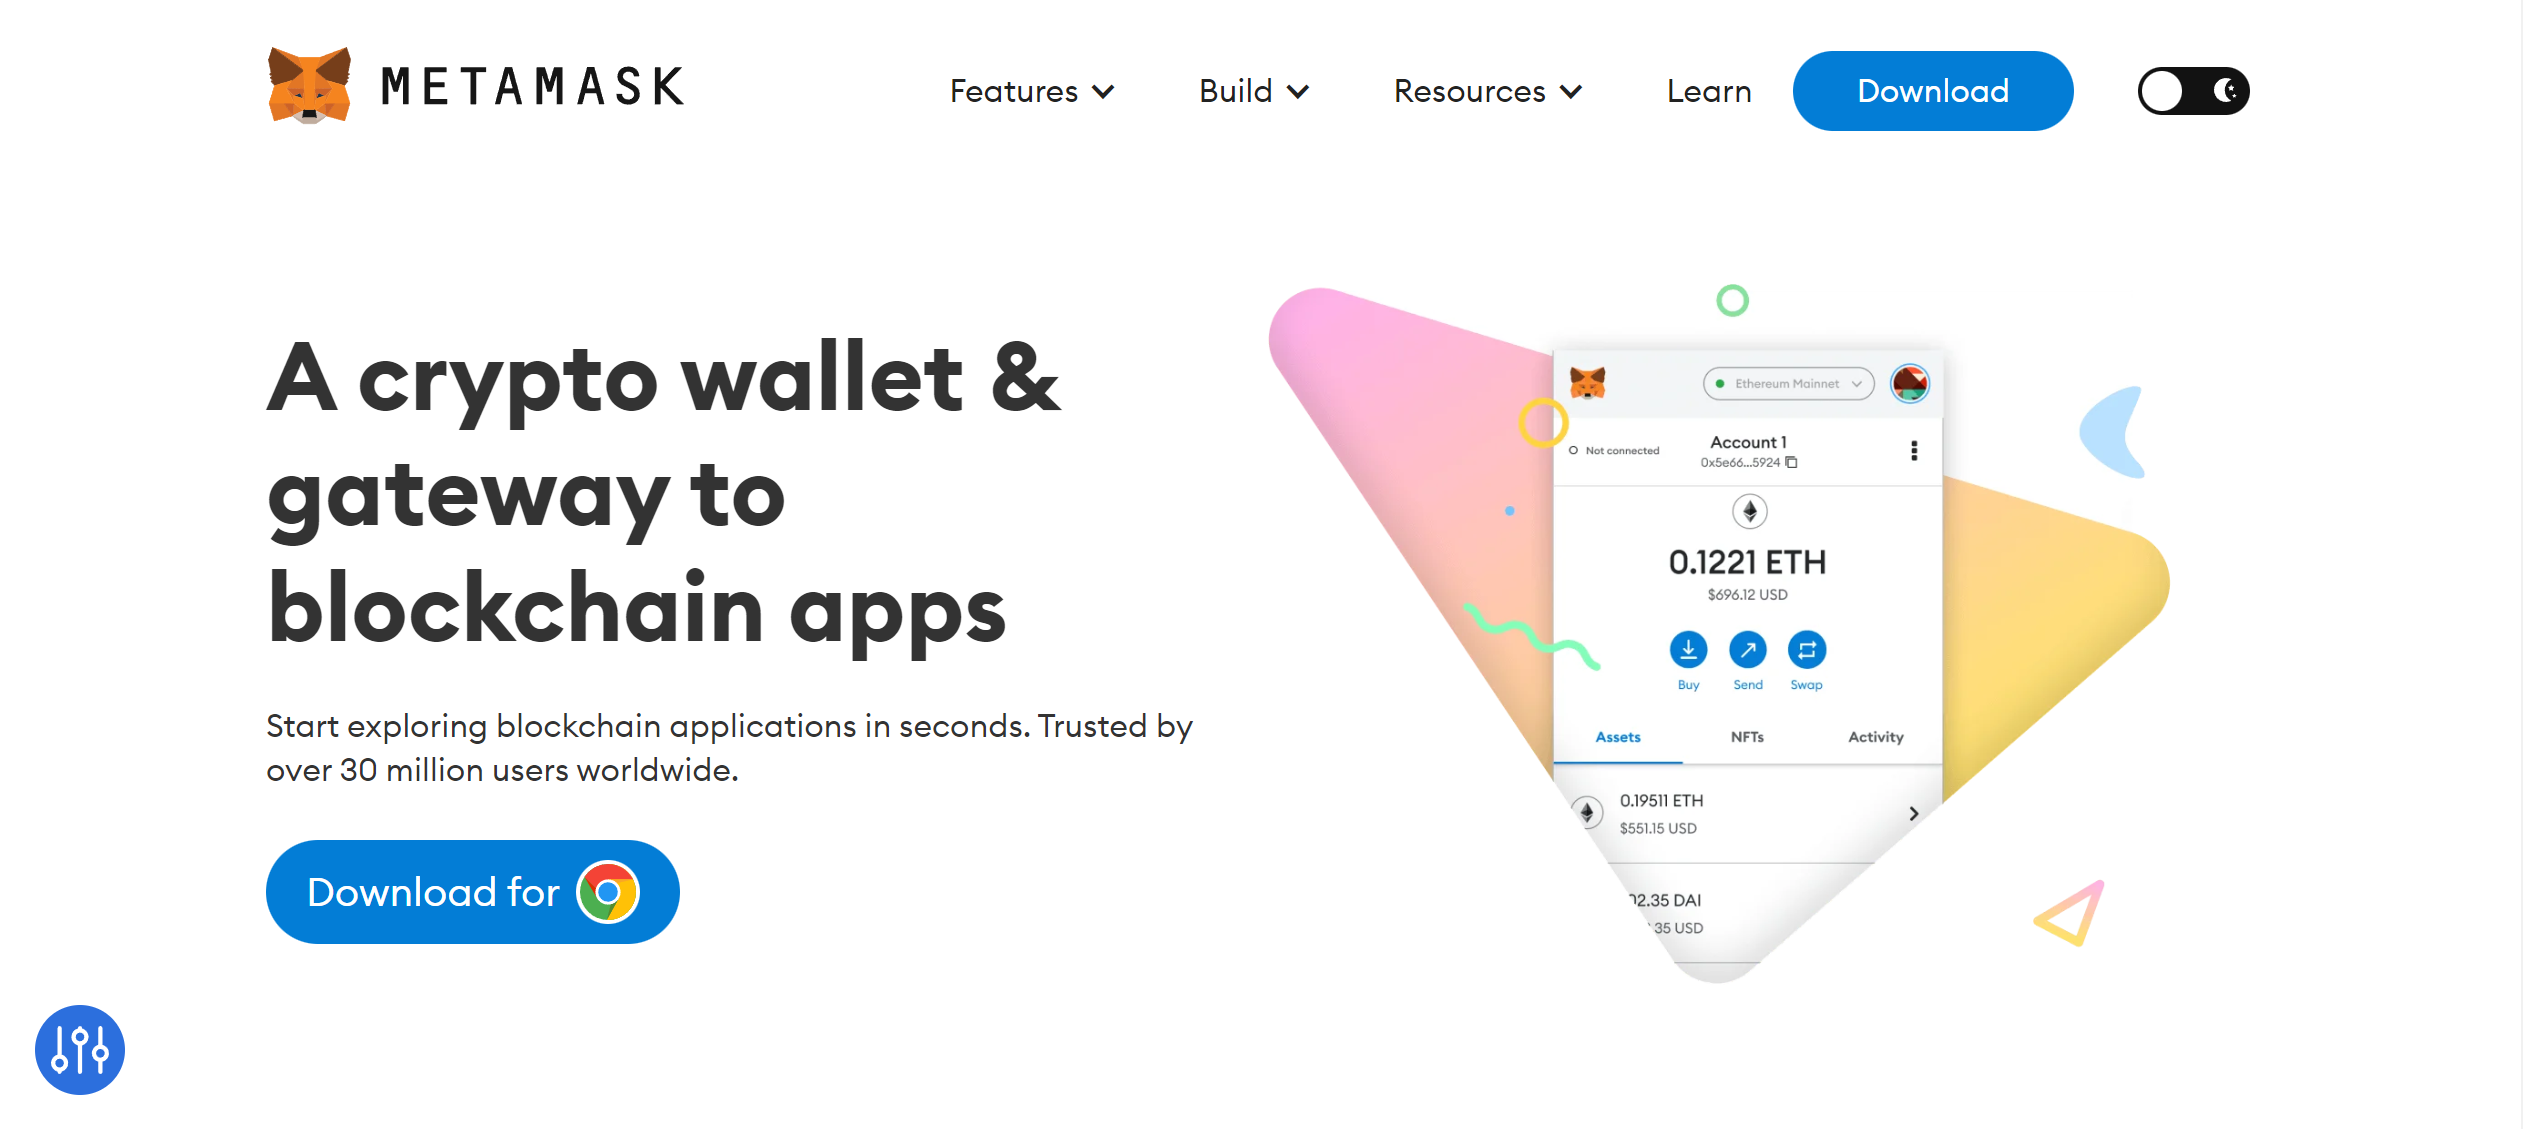 METAMASK
Features
Build
Resources
Learn
Download
A crypto wallet &
gateway to
blockchain apps
Start exploring blockchain applications in seconds. Trusted by
over 30 million users worldwide.
Download for
Ethereum Mainnet
Not connected
Account 1
0x5e66...5924
0.1221 ETH
$696.12 USD
Buy
Send
Swap
Assets
NFTs
Activity
0.19511 ETH
$551.15 USD
02.35 DAI
35 USD